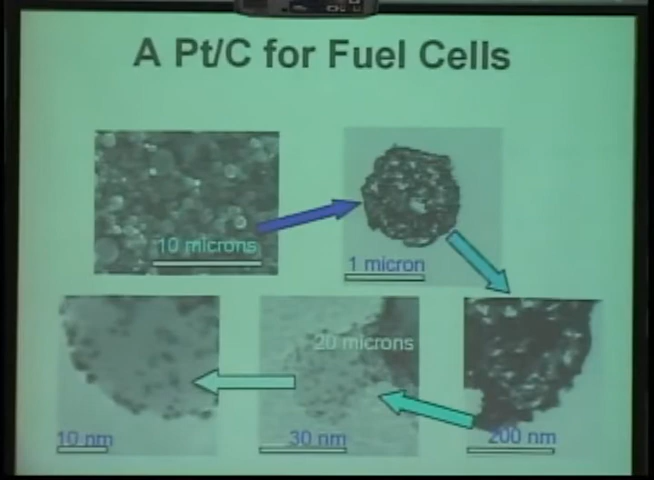 A Pt/C for Fuel Cells
10 microns
1 micron
20 microns
10 nm
30 nm
200 nm